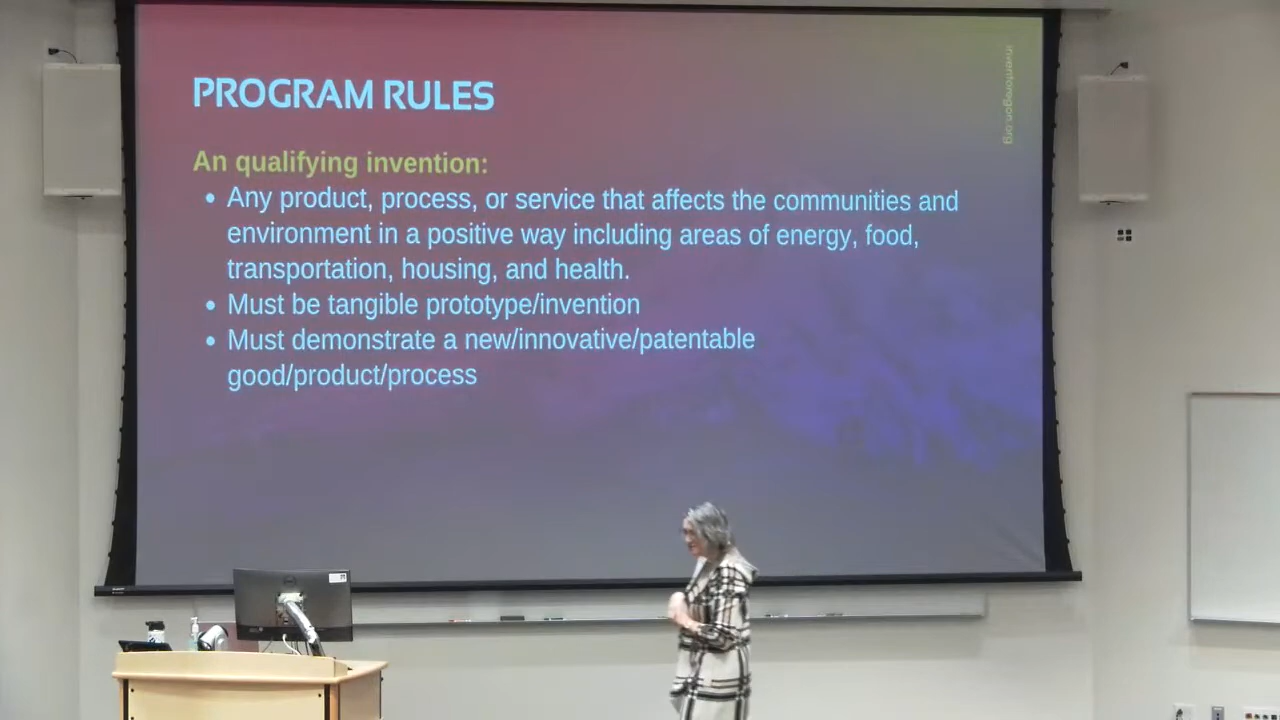 inventoregon.org
PROGRAM RULES
An qualifying invention:
• Any product, process, or service that affects the communities and
environment in a positive way including areas of energy, food,
transportation, housing, and health.
• Must be tangible prototype/invention
• Must demonstrate a new/innovative/patentable
good/product/process